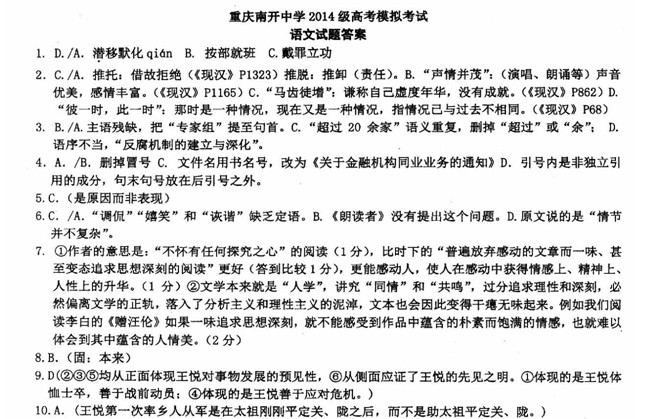 重庆南开中学2014级高考模拟考试
语文试题答案
1. D./A. 潜移默化qián B. 按部就班 C.戴罪立功
2. C./A. 推托：借故拒绝（《现汉》P1323）推脱：推卸（责任）。B.“声情并茂”:（演唱、朗诵等）声音
优美，感情丰富。（《现汉》P1165）C.“马齿徒增”：谦称自己虚度年华，没有成就。（《现汉》P862）D.
“彼一时，此一时”：那时是一种情况，现在又是一种情况，指情况已与过去不相同。（《现汉》P68）
3. B./A.主语残缺，把“专家组”提至句首。C.“超过 20 余家”语义重复，删掉“超过”或“余”； D.
语序不当，“反腐机制的建立与深化”。
4. A. /B. 删掉冒号 C. 文件名用书名号，改为《关于金融机构同业业务的通知》D. 引号内是非独立引
用的成分，句末句号放在后引号之外。
5.C.（是原因而非表现）
6.C. /A.“调侃”“嬉笑”和“诙谐”缺乏定语。B.《朗读者》没有提出这个问题。D.原文说的是“情节
并不复杂”。
7. ①作者的意思是：“不怀有任何探究之心”的阅读（1 分），比时下的“普遍放弃感动的文章而一味、甚
至变态追求思想深刻的阅读”更好（答到比较 1 分），更能感动人，使人在感动中获得情感上、精神上、
人性上的升华。（1 分）②文学本来就是“人学”，讲究“同情”和“共鸣”，过分追求理性和深刻，必
然偏离文学的正轨，落入了分析主义和理性主义的泥淖，文本也会因此变得干瘪无味起来。例如我们阅
读李白的《赠汪伦》如果一味追求思想深刻，就不能感受到作品中蕴含的朴素而饱满的情感，也就难以
体会到其中蕴含的人情美。（2 分）
8.B.（固：本来）
9.D（②③⑤均从正面体现王悦对事物发展的预见性，⑥从侧面应证了王悦的先见之明。①体现的是王悦体
恤士卒，善于战前动员；④体现的是王悦善于应对危机。）
10.A.（王悦第一次率乡人从军是在太祖刚刚平定关、陇之后，而不是助太祖平定关、陇。）